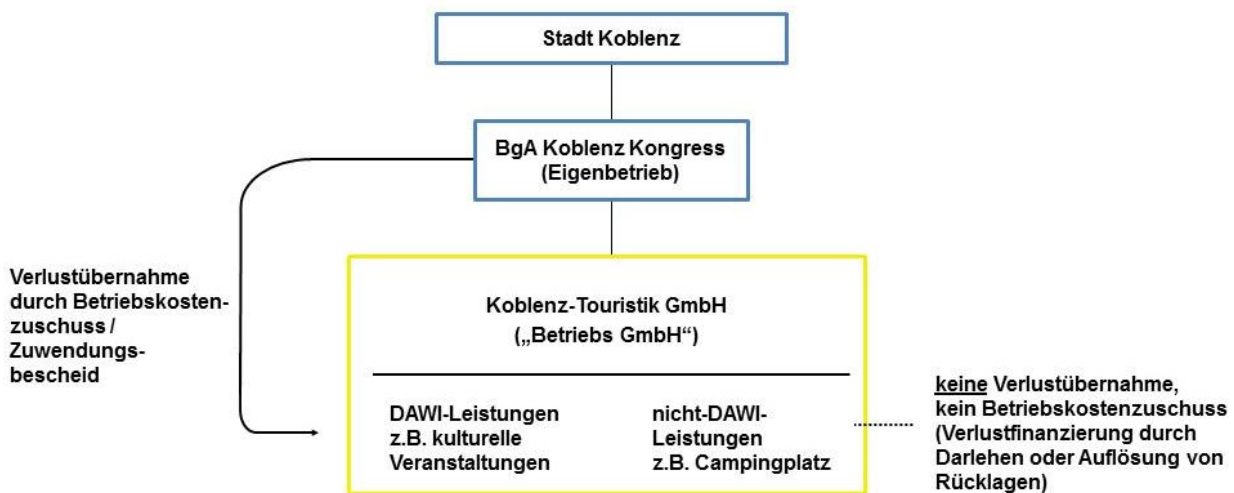 Stadt Koblenz
BgA Koblenz Kongress
(Eigenbetrieb)
Verlustübernahme
durch Betriebskosten-
zuschuss /
Zuwendungs-
bescheid
Koblenz-Touristik GmbH
(„Betriebs GmbH“)
DAWI-Leistungen
z.B. kulturelle
Veranstaltungen
nicht-DAWI-
Leistungen
z.B. Campingplatz
keine Verlustübernahme,
kein Betriebskostenzuschuss
(Verlustfinanzierung durch
Darlehen oder Auflösung von
Rücklagen)